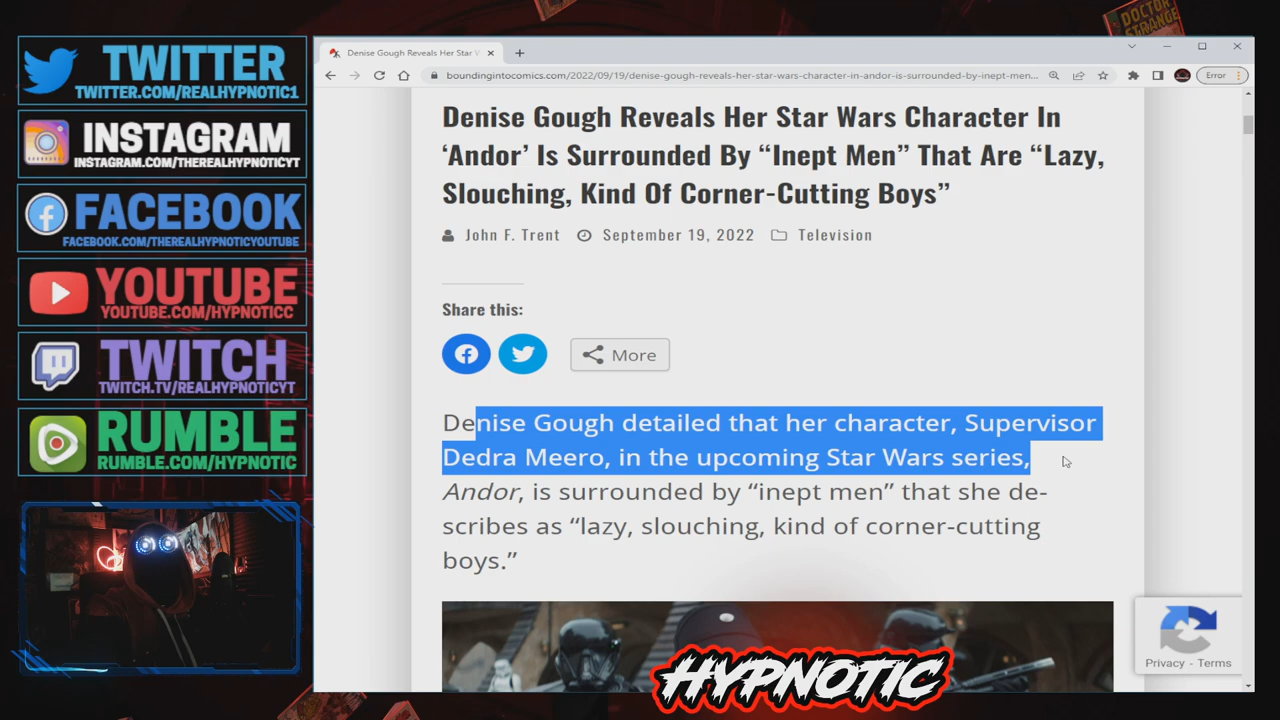 DOCTOR
STRANGE
TWITTER
TWITTER.COM/REALHYPNOTIC1
INSTAGRAM
INSTAGRAM.COM/THEREALHYPNOTICYT
FACEBOOK
FACEBOOK.COM/THEREALHYPNOTICYOUTUBE
YOUTUBE
YOUTUBE.COM/HYPNOTICC
TWITCH
TWITCH.TV/REALHYPNOTICYT
RUMBLE
RUMBLE.COM/HYPNOTIC
Denise Gough Reveals Her Star W
boundingintocomics.com/2022/09/19/denise-gough-reveals-her-star-wars-character-in-andor-is-surrounded-by-inept-men...
Error
Denise Gough Reveals Her Star Wars Character In
‘Andor’ Is Surrounded By “Inept Men” That Are “Lazy,
Slouching, Kind Of Corner-Cutting Boys”
John F. Trent September 19, 2022 Television
Share this:
More
Denise Gough detailed that her character, Supervisor
Dedra Meero, in the upcoming Star Wars series,
Andor, is surrounded by “inept men” that she de-
scribes as “lazy, slouching, kind of corner-cutting
boys.”
Privacy - Terms
HYPNOTIC